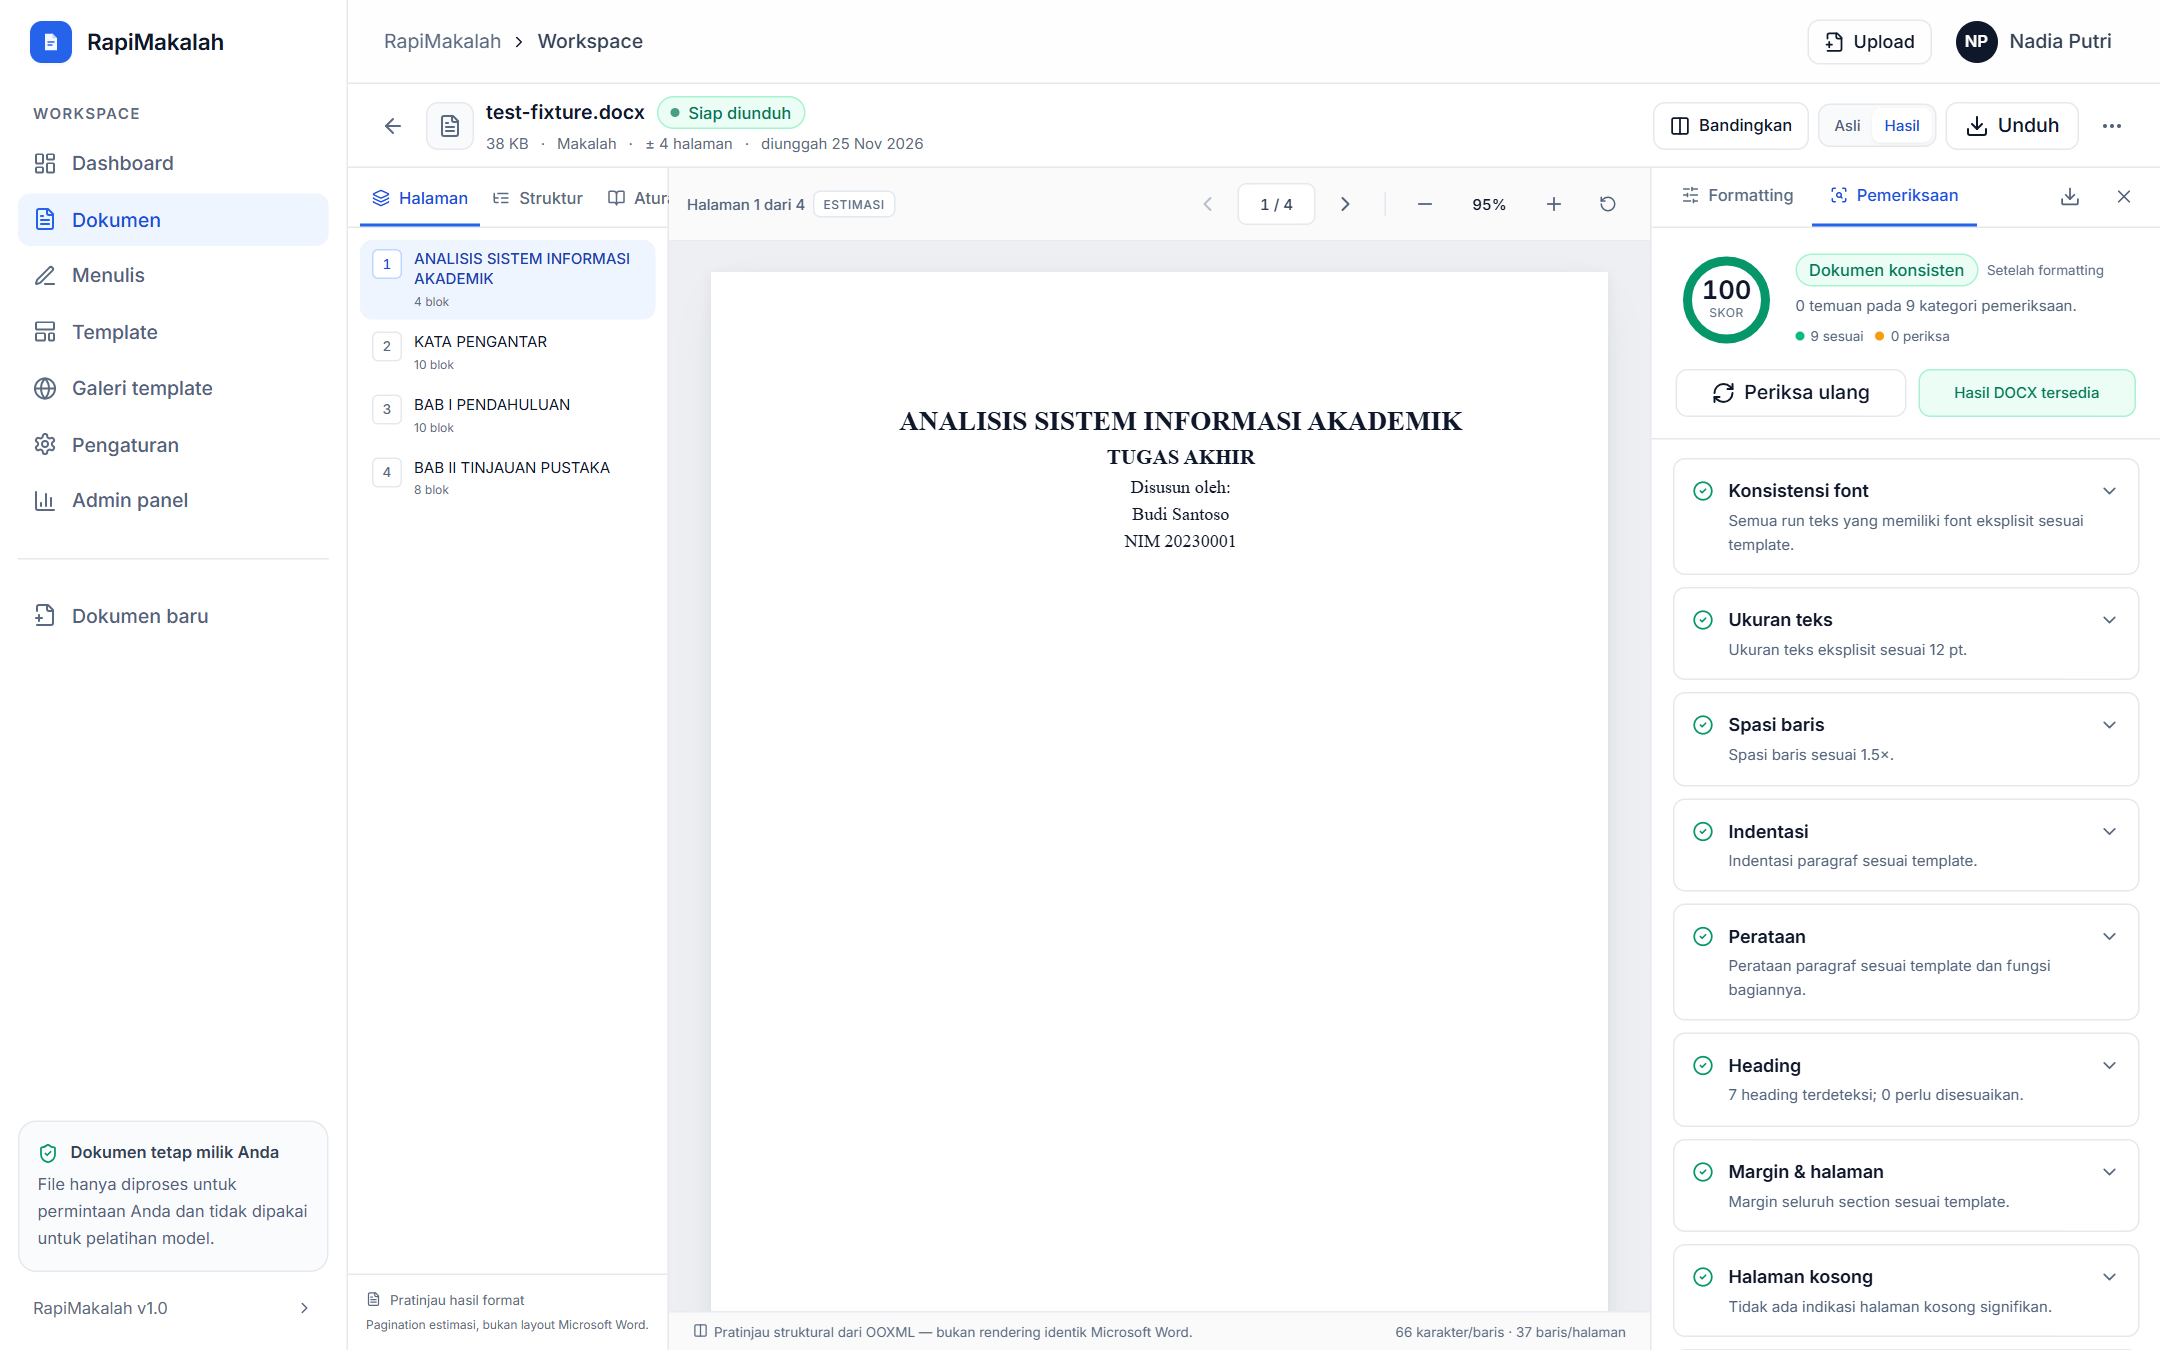 RapiMakalah
WORKSPACE
Dashboard
Dokumen
Menulis
Template
Galeri template
Pengaturan
Admin panel
Dokumen baru
Dokumen tetap milik Anda
File hanya diproses untuk
permintaan Anda dan tidak dipakai
untuk pelatihan model.
RapiMakalah v1.0
RapiMakalah > Workspace
Upload
NP Nadia Putri
test-fixture.docx
Siap diunduh
38 KB · Makalah · ± 4 halaman · diunggah 25 Nov 2026
Bandingkan
Asli Hasil
Unduh
Halaman Struktur Atur
1
ANALISIS SISTEM INFORMASI
AKADEMIK
4 blok
2
KATA PENGANTAR
10 blok
3
BAB I PENDAHULUAN
10 blok
4
BAB II TINJAUAN PUSTAKA
8 blok
Pratinjau hasil format
Pagination estimasi, bukan layout Microsoft Word.
Halaman 1 dari 4 ESTIMASI
1 / 4
95%
ANALISIS SISTEM INFORMASI AKADEMIK
TUGAS AKHIR
Disusun oleh:
Budi Santoso
NIM 20230001
Pratinjau struktural dari OOXML — bukan rendering identik Microsoft Word.
66 karakter/baris · 37 baris/halaman
Formatting Pemeriksaan
100
SKOR
Dokumen konsisten Setelah formatting
0 temuan pada 9 kategori pemeriksaan.
9 sesuai 0 periksa
Periksa ulang
Hasil DOCX tersedia
Konsistensi font
Semua run teks yang memiliki font eksplisit sesuai
template.
Ukuran teks
Ukuran teks eksplisit sesuai 12 pt.
Spasi baris
Spasi baris sesuai 1.5×.
Indentasi
Indentasi paragraf sesuai template.
Perataan
Perataan paragraf sesuai template dan fungsi
bagiannya.
Heading
7 heading terdeteksi; 0 perlu disesuaikan.
Margin & halaman
Margin seluruh section sesuai template.
Halaman kosong
Tidak ada indikasi halaman kosong signifikan.